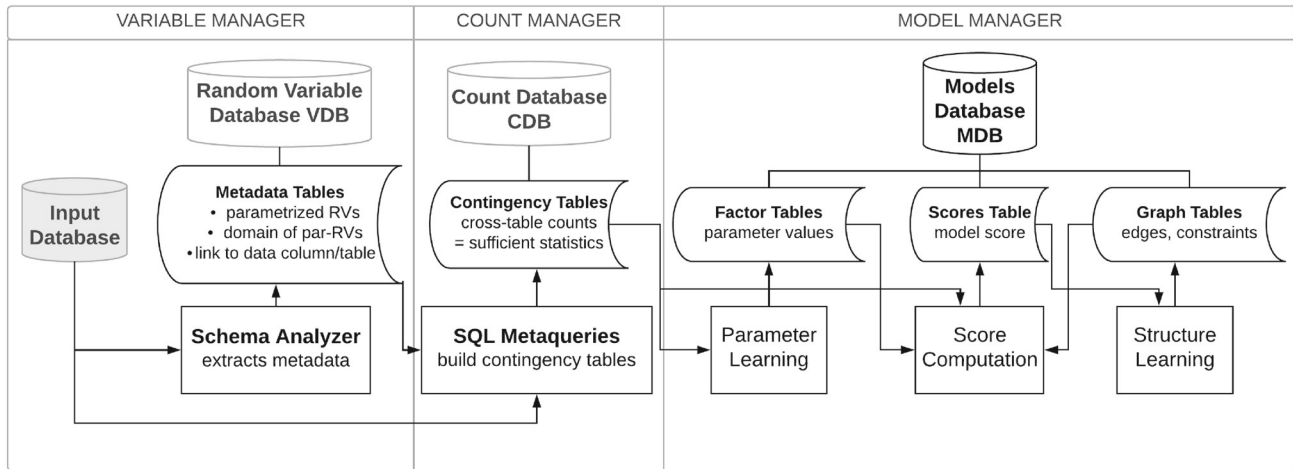 VARIABLE MANAGER
COUNT MANAGER
MODEL MANAGER
Random Variable
Database VDB
Count Database
CDB
Models
Database
MDB
Input
Database
Metadata Tables
• parametrized RVs
• domain of par-RVs
• link to data column/table
Contingency Tables
cross-table counts
= sufficient statistics
Factor Tables
parameter values
Scores Table
model score
Graph Tables
edges, constraints
Schema Analyzer
extracts metadata
SQL Metaqueries
build contingency tables
Parameter
Learning
Score
Computation
Structure
Learning